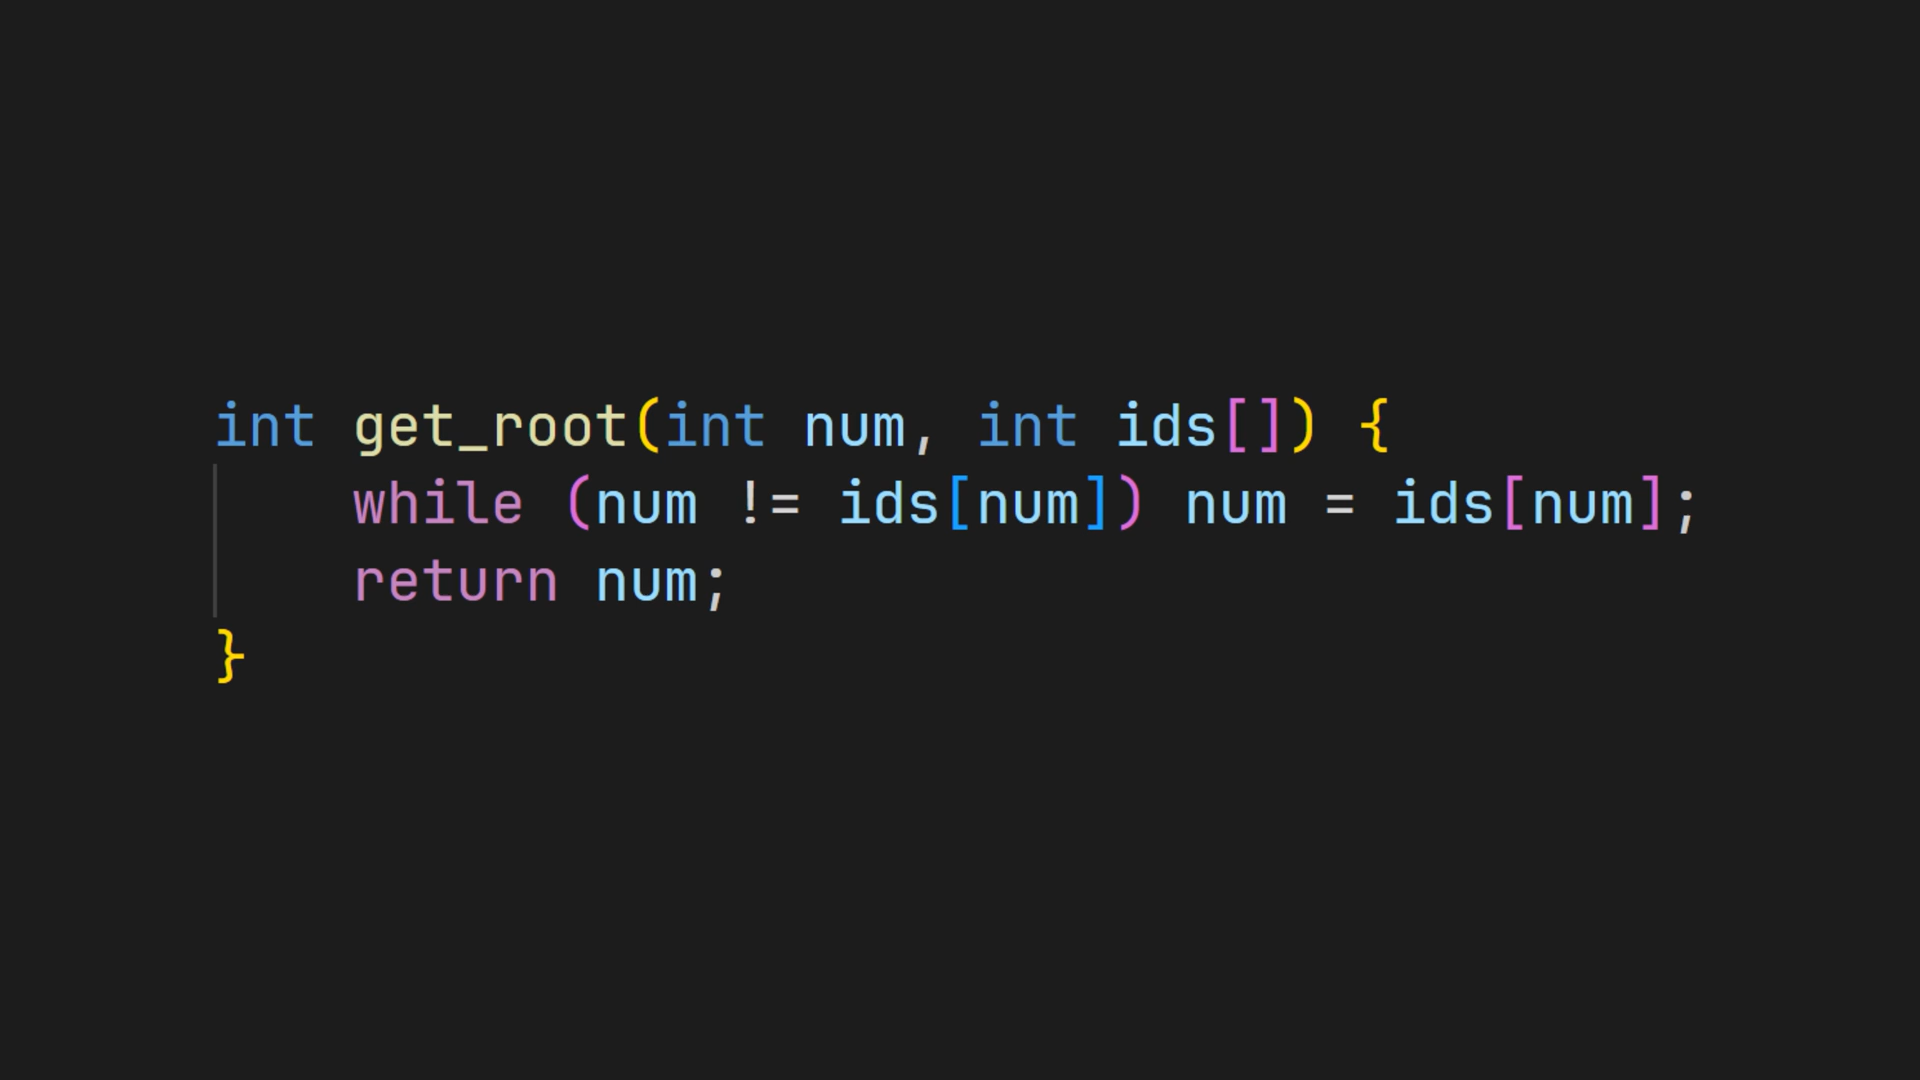 int get_root(int num, int ids[]) {
    while (num != ids[num]) num = ids[num];
    return num;
}